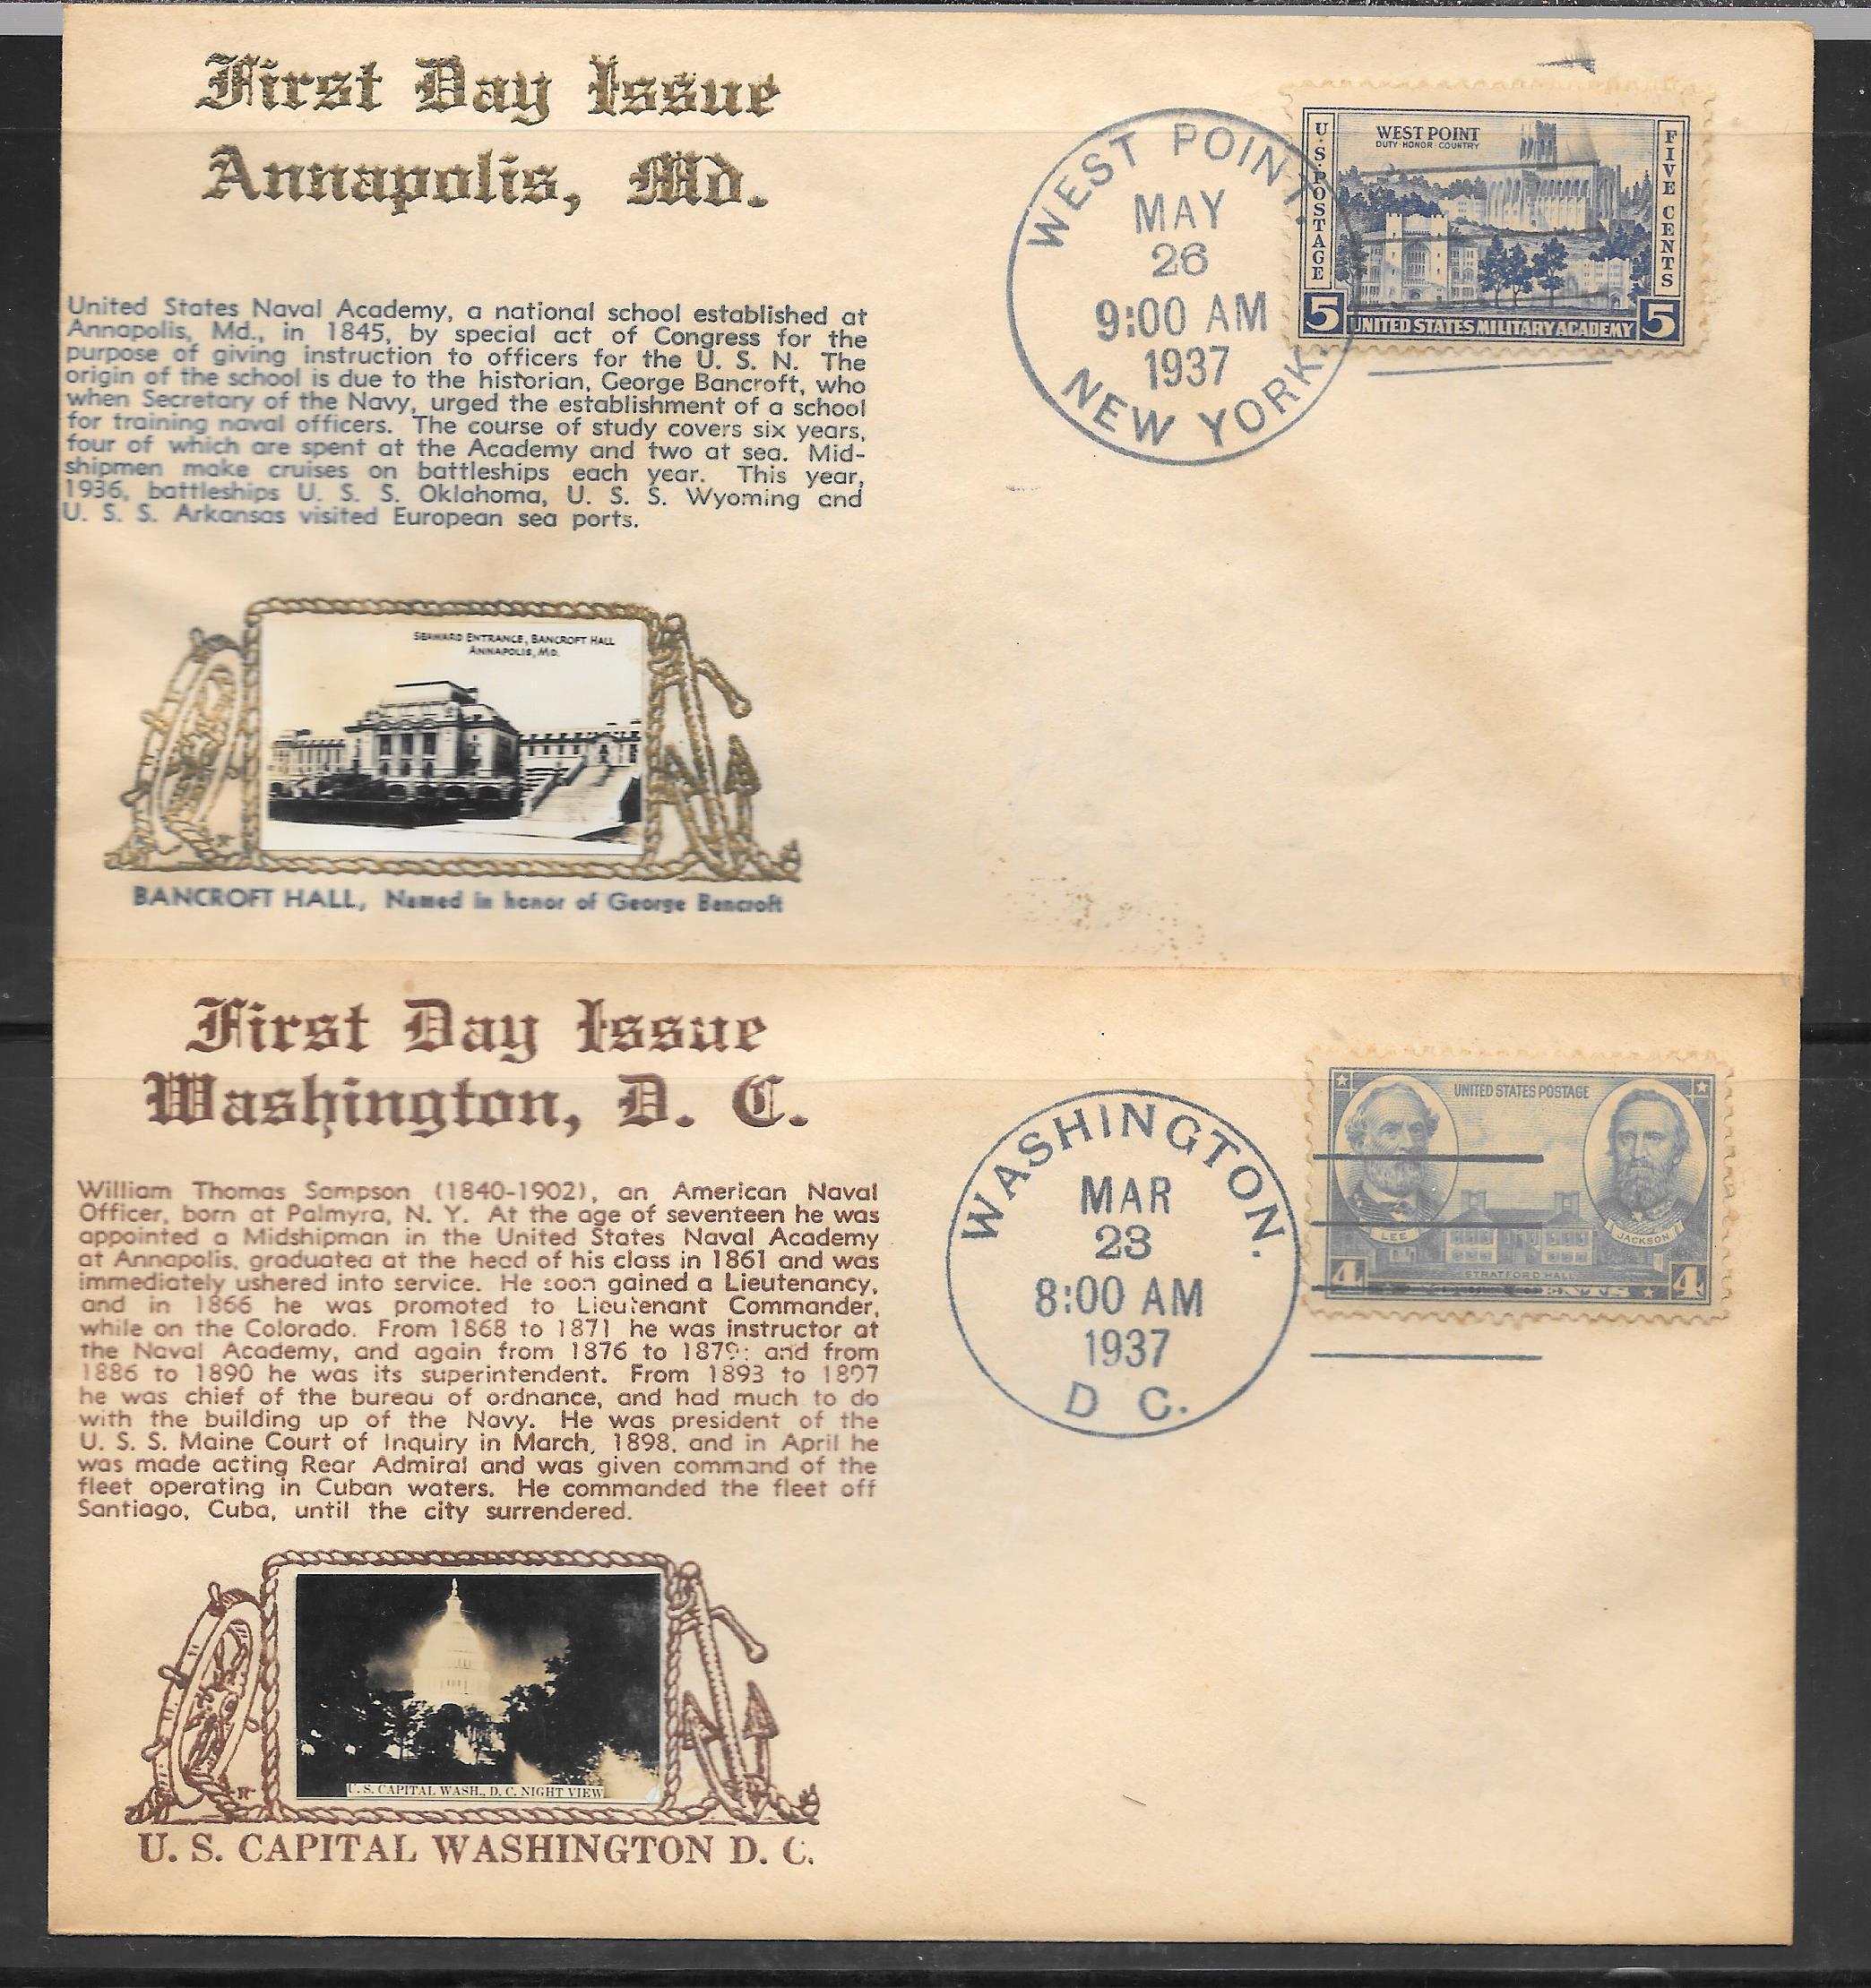 First Day Issue
Annapolis, Md.
United States Naval Academy, a national school established at
Annapolis, Md., in 1845, by special act of Congress for the
purpose of giving instruction to officers for the U. S. N. The
origin of the school is due to the historian, George Bancroft, who
when Secretary of the Navy, urged the establishment of a school
for training naval officers. The course of study covers six years,
four of which are spent at the Academy and two at sea. Mid-
shipmen make cruises on battleships each year. This year,
1936, battleships U. S. S. Oklahoma, U. S. S. Wyoming and
U. S. S. Arkansas visited European sea ports.
SEAWARD ENTRANCE, BANCROFT HALL
ANNAPOLIS, MD.
BANCROFT HALL, Named in honor of George Bancroft
WEST POINT.
MAY
26
9:00 AM
1937
NEW YORK.
U.S. POSTAGE
WEST POINT
DUTY·HONOR·COUNTRY
FIVE CENTS
5 UNITED STATES MILITARY ACADEMY 5
First Day Issue
Washington, D. C.
William Thomas Sampson (1840-1902), an American Naval
Officer, born at Palmyra, N. Y. At the age of seventeen he was
appointed a Midshipman in the United States Naval Academy
at Annapolis, graduated at the head of his class in 1861 and was
immediately ushered into service. He soon gained a Lieutenancy,
and in 1866 he was promoted to Lieutenant Commander,
while on the Colorado. From 1868 to 1871 he was instructor at
the Naval Academy, and again from 1876 to 1879; and from
1886 to 1890 he was its superintendent. From 1893 to 1897
he was chief of the bureau of ordnance, and had much to do
with the building up of the Navy. He was president of the
U. S. S. Maine Court of Inquiry in March, 1898, and in April he
was made acting Rear Admiral and was given command of the
fleet operating in Cuban waters. He commanded the fleet off
Santiago, Cuba, until the city surrendered.
U. S. CAPITAL WASH., D. C. NIGHT VIEW
U. S. CAPITAL WASHINGTON D. C.
WASHINGTON.
MAR
23
8:00 AM
1937
D C.
UNITED STATES POSTAGE
LEE
JACKSON
STRATFORD HALL
4 CENTS 4